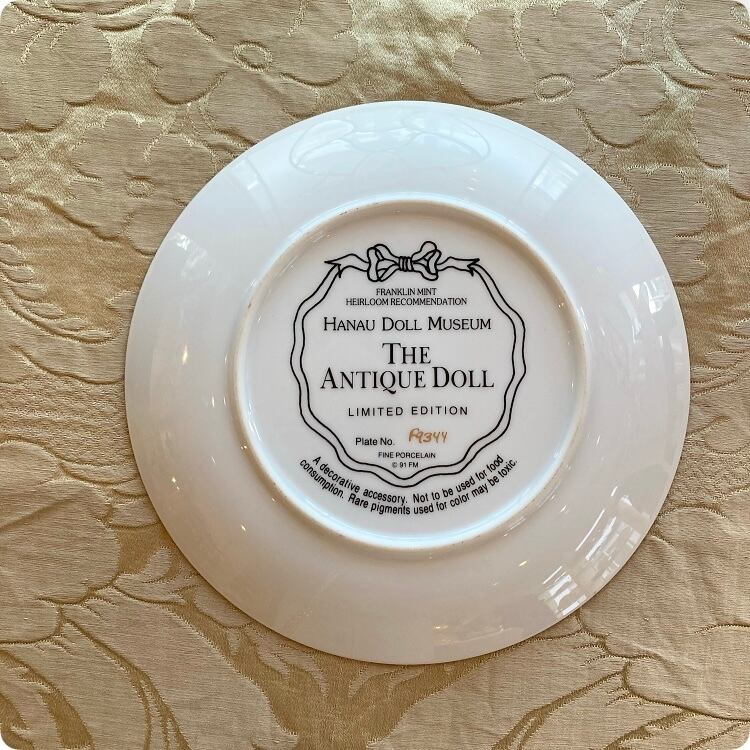 FRANKLIN MINT
HEIRLOOM RECOMMENDATION
HANAU DOLL MUSEUM
THE
ANTIQUE DOLL
LIMITED EDITION
Plate No. P9344
FINE PORCELAIN
© 91 FM
A decorative accessory. Not to be used for food
consumption. Rare pigments used for color may be toxic.